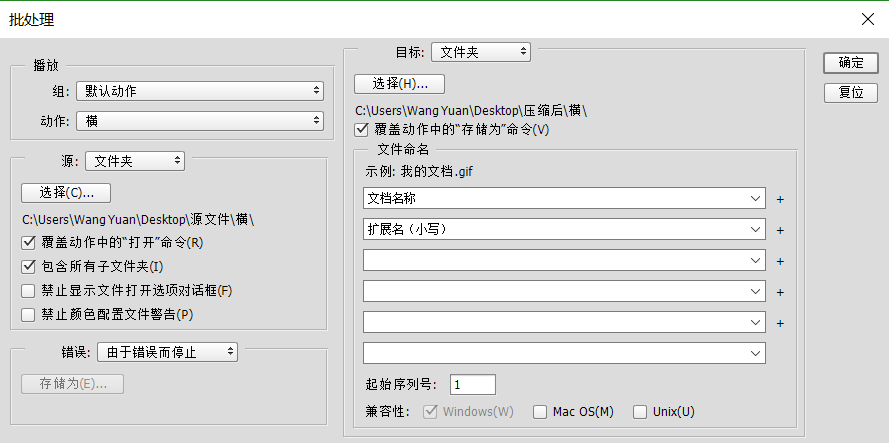 批处理
播放
组: 默认动作
动作: 横
源: 文件夹
选择(C)...
C:\Users\Wang Yuan\Desktop\源文件\横\
覆盖动作中的“打开”命令(R)
包含所有子文件夹(I)
禁止显示文件打开选项对话框(F)
禁止颜色配置文件警告(P)
错误: 由于错误而停止
存储为(E)...
目标: 文件夹
选择(H)...
C:\Users\Wang Yuan\Desktop\压缩后\横\
覆盖动作中的“存储为”命令(V)
文件命名
示例: 我的文档.gif
文档名称 +
扩展名（小写） +
+
+
+
起始序列号: 1
兼容性: Windows(W) Mac OS(M) Unix(U)
确定
复位